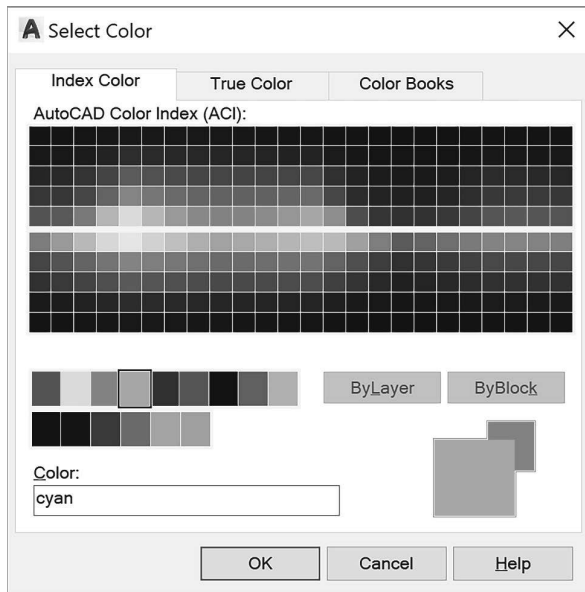 Select Color
Index Color True Color Color Books
AutoCAD Color Index (ACI):
ByLayer ByBlock
Color:
cyan
OK Cancel Help